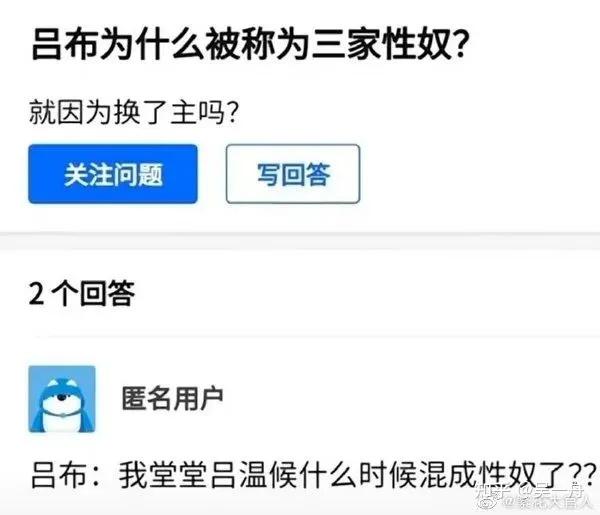 吕布为什么被称为三家性奴?
就因为换了主吗?
关注问题 写回答
2 个回答
匿名用户
吕布：我堂堂吕温候什么时候混成性奴了??
知乎 @吴一舟